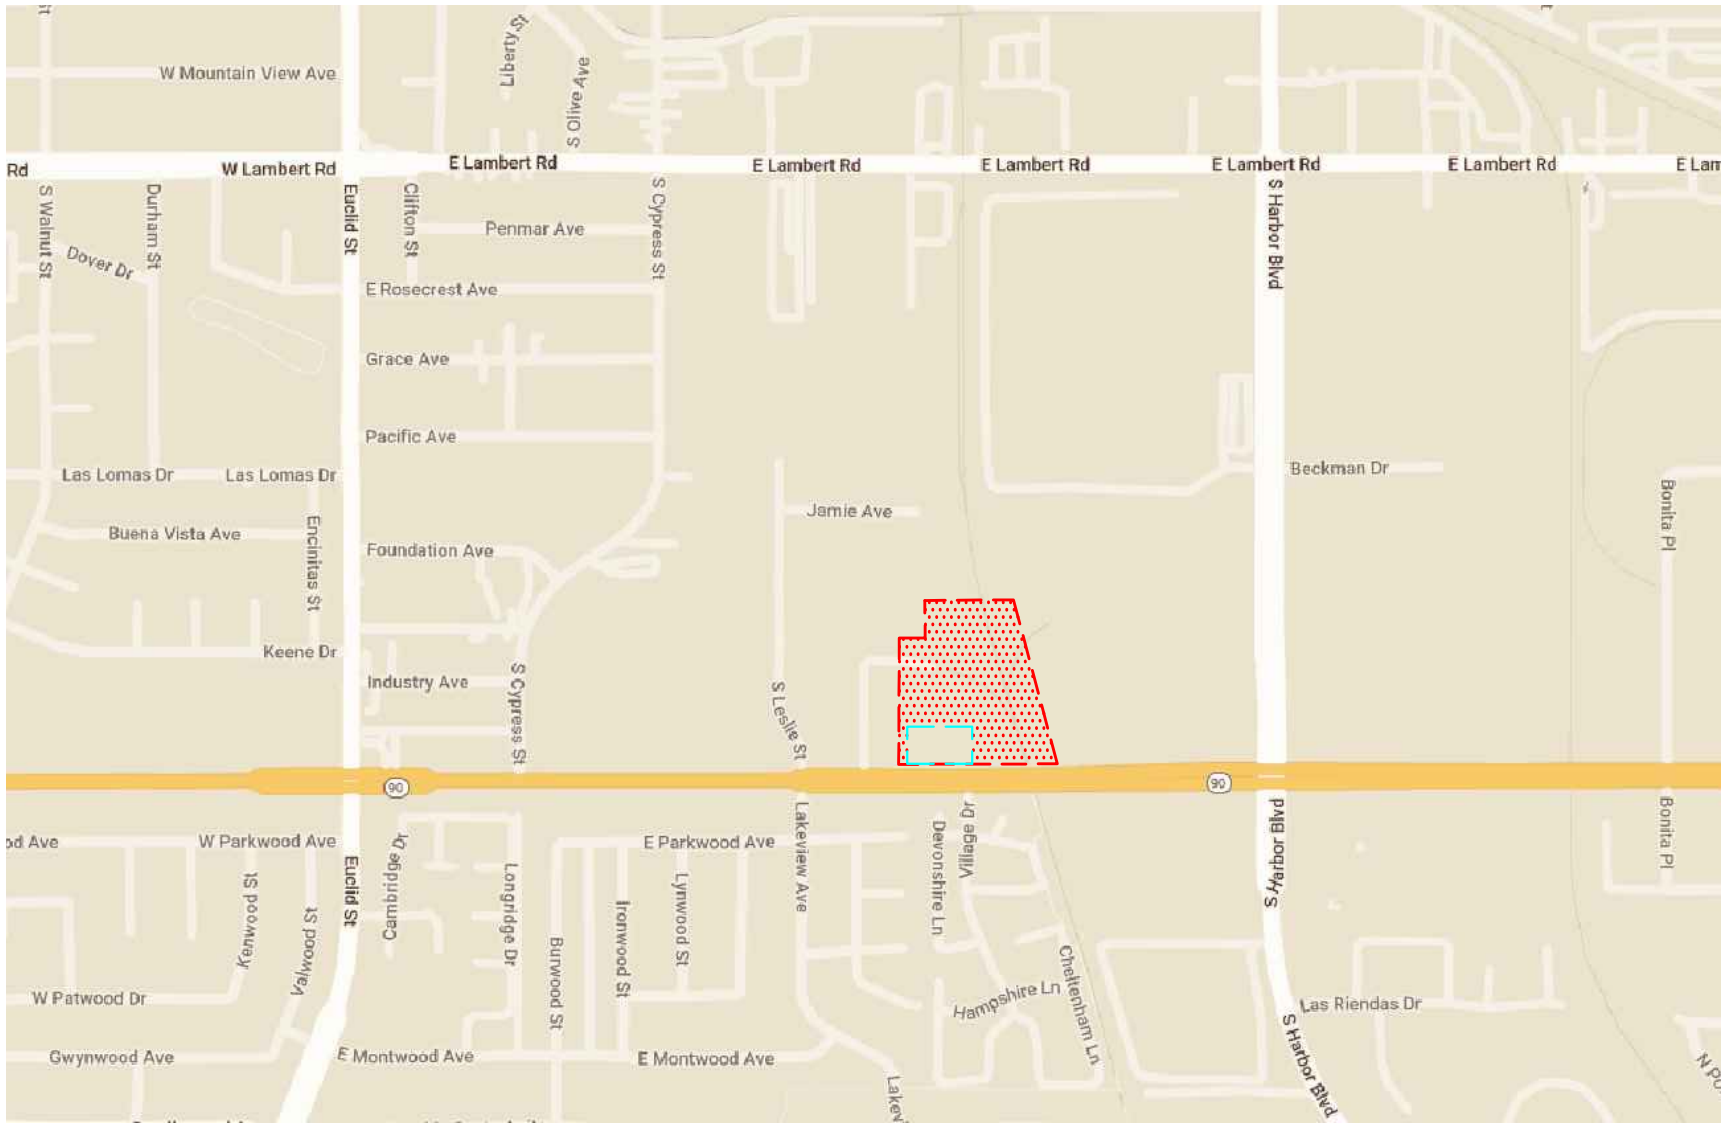 Liberty St
S Olive Ave
W Mountain View Ave
Rd
W Lambert Rd
E Lambert Rd
E Lambert Rd
E Lambert Rd
E Lambert Rd
E Lambert Rd
E Lam
S Walnut St
Durham St
Dover Dr
Euclid St
Clifton St
Penmar Ave
S Cypress St
S Harbor Blvd
E Rosecrest Ave
Grace Ave
Pacific Ave
Las Lomas Dr
Las Lomas Dr
Beckman Dr
Buena Vista Ave
Encinitas St
Jamie Ave
Bonita Pl
Foundation Ave
Keene Dr
Industry Ave
S Cypress St
S Leslie St
90
90
od Ave
W Parkwood Ave
Euclid St
Cambridge Dr
E Parkwood Ave
Lakeview Ave
Devonshire Ln
Village Dr
S Harbor Blvd
Bonita Pl
Kenwood St
Valwood St
Longridge Dr
Burwood St
Ironwood St
Lynwood St
Cheltenham Ln
Hampshire Ln
W Patwood Dr
Las Riendas Dr
Gwynwood Ave
E Montwood Ave
E Montwood Ave
S Harbor Blvd
Lakev
N Po